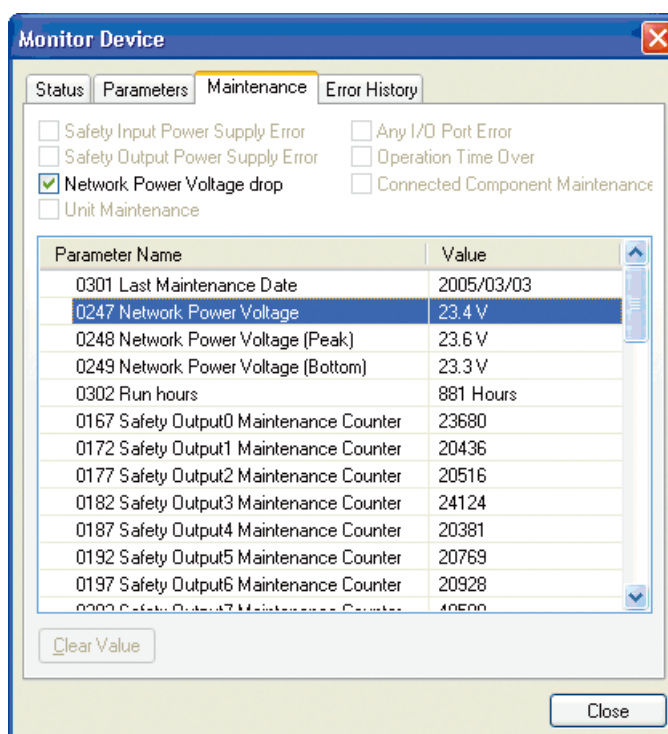 Monitor Device
Status Parameters Maintenance Error History
Safety Input Power Supply Error Any I/O Port Error
Safety Output Power Supply Error Operation Time Over
Network Power Voltage drop Connected Component Maintenance
Unit Maintenance
Parameter Name Value
0301 Last Maintenance Date 2005/03/03
0247 Network Power Voltage 23.4 V
0248 Network Power Voltage (Peak) 23.6 V
0249 Network Power Voltage (Bottom) 23.3 V
0302 Run hours 881 Hours
0167 Safety Output0 Maintenance Counter 23680
0172 Safety Output1 Maintenance Counter 20436
0177 Safety Output2 Maintenance Counter 20516
0182 Safety Output3 Maintenance Counter 24124
0187 Safety Output4 Maintenance Counter 20381
0192 Safety Output5 Maintenance Counter 20769
0197 Safety Output6 Maintenance Counter 20928
Safety Output7 Maintenance Counter
Clear Value
Close